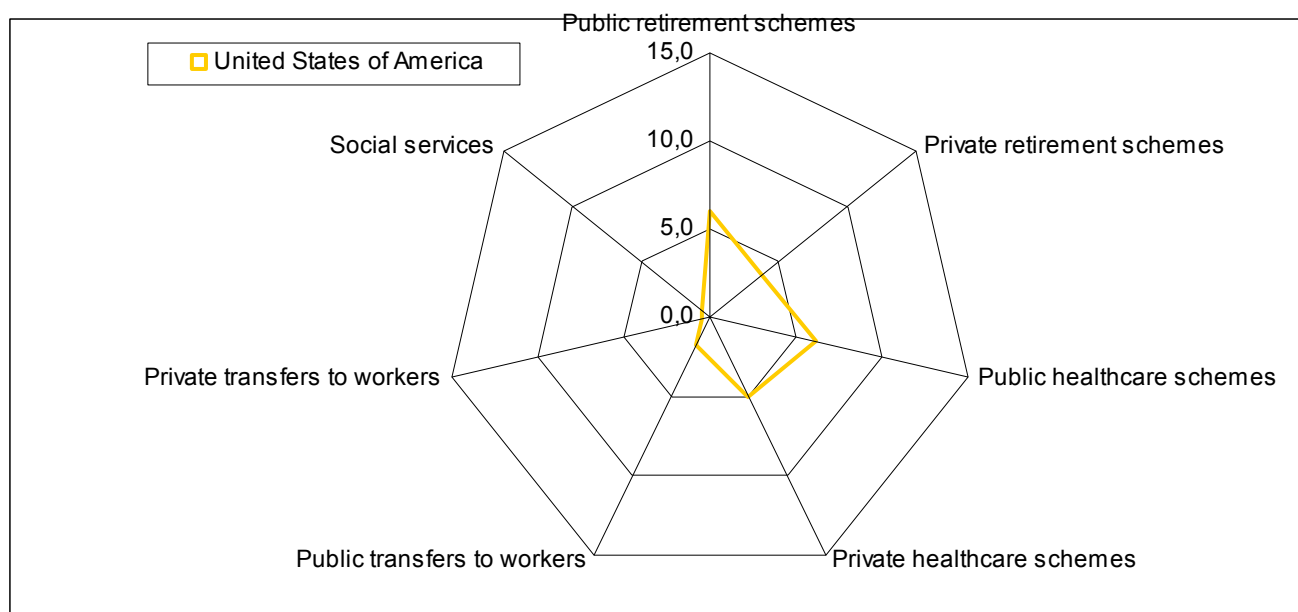 Public retirement schemes
United States of America
15,0
Social services
10,0
Private retirement schemes
5,0
0,0
Private transfers to workers
Public healthcare schemes
Public transfers to workers
Private healthcare schemes